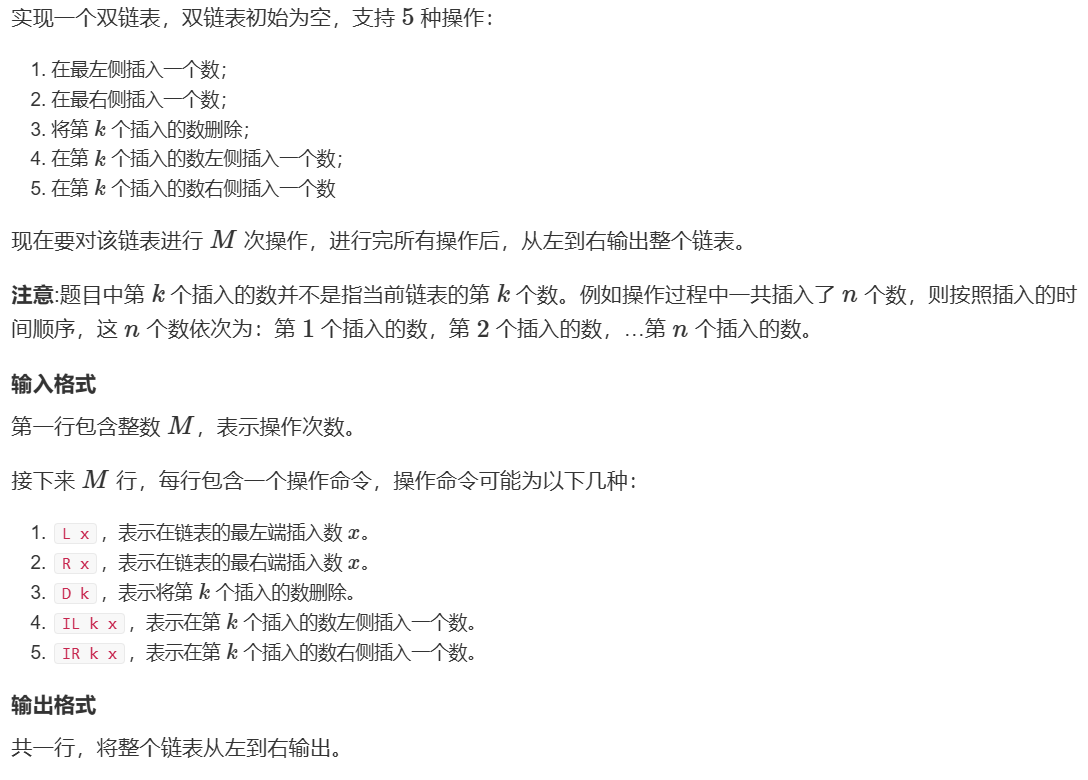 实现一个双链表，双链表初始为空，支持 5 种操作：
1. 在最左侧插入一个数；
2. 在最右侧插入一个数；
3. 将第 k 个插入的数删除；
4. 在第 k 个插入的数左侧插入一个数；
5. 在第 k 个插入的数右侧插入一个数
现在要对该链表进行 M 次操作，进行完所有操作后，从左到右输出整个链表。
注意:题目中第 k 个插入的数并不是指当前链表的第 k 个数。例如操作过程中一共插入了 n 个数，则按照插入的时
间顺序，这 n 个数依次为：第 1 个插入的数，第 2 个插入的数，…第 n 个插入的数。
输入格式
第一行包含整数 M，表示操作次数。
接下来 M 行，每行包含一个操作命令，操作命令可能为以下几种：
1. L x，表示在链表的最左端插入数 x。
2. R x，表示在链表的最右端插入数 x。
3. D k，表示将第 k 个插入的数删除。
4. IL k x，表示在第 k 个插入的数左侧插入一个数。
5. IR k x，表示在第 k 个插入的数右侧插入一个数。
输出格式
共一行，将整个链表从左到右输出。